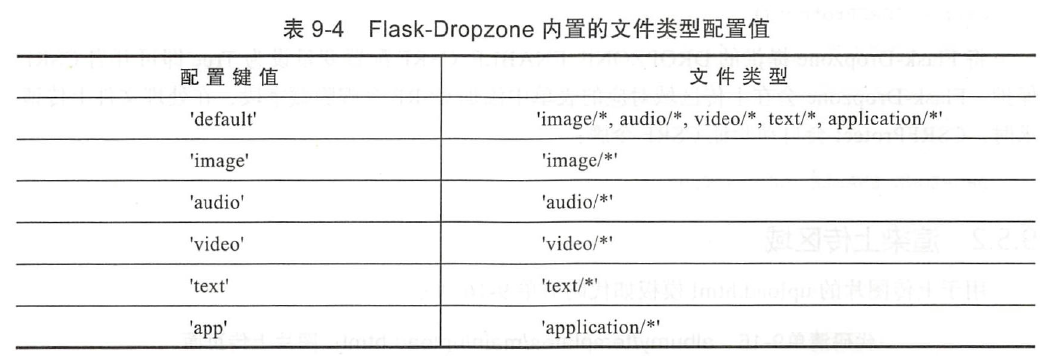 表 9-4 Flask-Dropzone 内置的文件类型配置值
配 置 键 值 文 件 类 型
'default' 'image/*, audio/*, video/*, text/*, application/*'
'image' 'image/*'
'audio' 'audio/*'
'video' 'video/*'
'text' 'text/*'
'app' 'application/*'